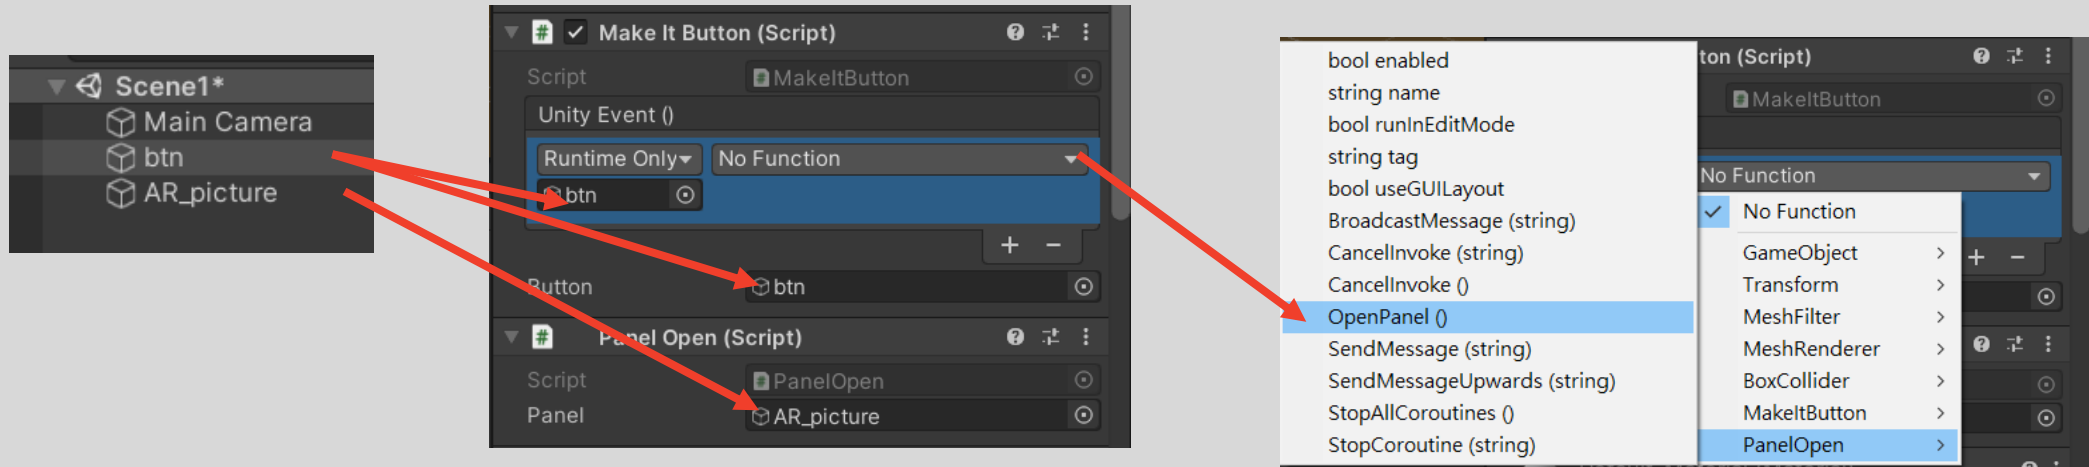 Scene1*
Main Camera
btn
AR_picture
Make It Button (Script)
Script
MakeItButton
Unity Event ()
Runtime Only
No Function
btn
+ −
Button
btn
Panel Open (Script)
Script
PanelOpen
Panel
AR_picture
bool enabled
string name
bool runInEditMode
string tag
bool useGUILayout
BroadcastMessage (string)
CancelInvoke (string)
CancelInvoke ()
OpenPanel ()
SendMessage (string)
SendMessageUpwards (string)
StopAllCoroutines ()
StopCoroutine (string)
ton (Script)
MakeItButton
No Function
No Function
GameObject
Transform
MeshFilter
MeshRenderer
BoxCollider
MakeItButton
PanelOpen
+ −